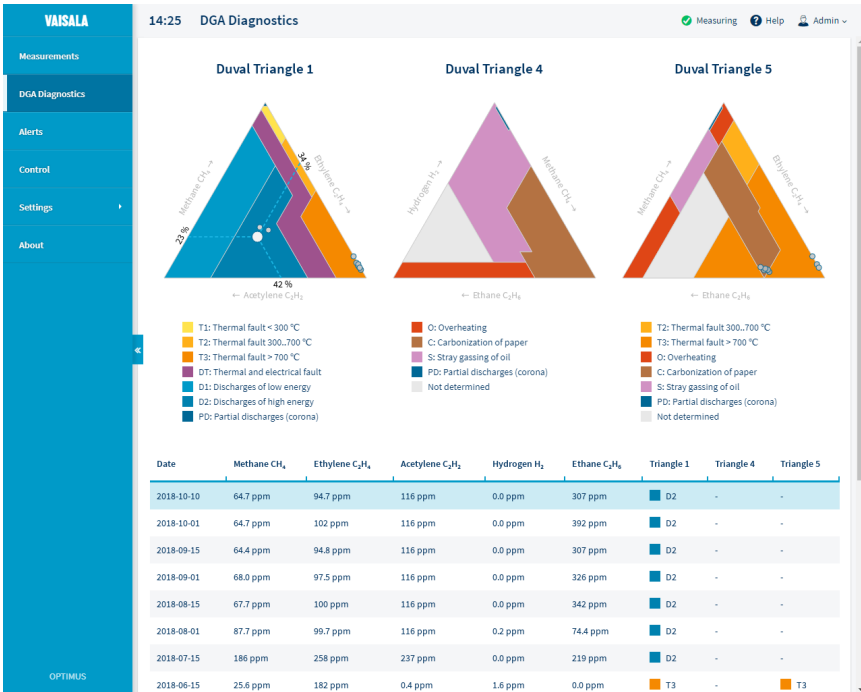 VAISALA
14:25 DGA Diagnostics
Measuring
Help
Admin
Measurements
DGA Diagnostics
Alerts
Control
Settings
About
OPTIMUS
«
Duval Triangle 1
Methane CH₄ →
Ethylene C₂H₄ →
← Acetylene C₂H₂
34 %
23 %
42 %
T1: Thermal fault < 300 °C
T2: Thermal fault 300..700 °C
T3: Thermal fault > 700 °C
DT: Thermal and electrical fault
D1: Discharges of low energy
D2: Discharges of high energy
PD: Partial discharges (corona)
Duval Triangle 4
Hydrogen H₂ →
Methane CH₄ →
← Ethane C₂H₆
O: Overheating
C: Carbonization of paper
S: Stray gassing of oil
PD: Partial discharges (corona)
Not determined
Duval Triangle 5
Methane CH₄ →
Ethylene C₂H₄ →
← Ethane C₂H₆
T2: Thermal fault 300..700 °C
T3: Thermal fault > 700 °C
O: Overheating
C: Carbonization of paper
S: Stray gassing of oil
PD: Partial discharges (corona)
Not determined
Date Methane CH₄ Ethylene C₂H₄ Acetylene C₂H₂ Hydrogen H₂ Ethane C₂H₆ Triangle 1 Triangle 4 Triangle 5
2018-10-10 64.7 ppm 94.7 ppm 116 ppm 0.0 ppm 307 ppm D2 - -
2018-10-01 64.7 ppm 102 ppm 116 ppm 0.0 ppm 392 ppm D2 - -
2018-09-15 64.4 ppm 94.8 ppm 116 ppm 0.0 ppm 307 ppm D2 - -
2018-09-01 68.0 ppm 97.5 ppm 116 ppm 0.0 ppm 326 ppm D2 - -
2018-08-15 67.7 ppm 100 ppm 116 ppm 0.0 ppm 342 ppm D2 - -
2018-08-01 87.7 ppm 99.7 ppm 116 ppm 0.2 ppm 74.4 ppm D2 - -
2018-07-15 186 ppm 258 ppm 237 ppm 0.0 ppm 219 ppm D2 - -
2018-06-15 25.6 ppm 182 ppm 0.4 ppm 1.6 ppm 0.0 ppm T3 - T3